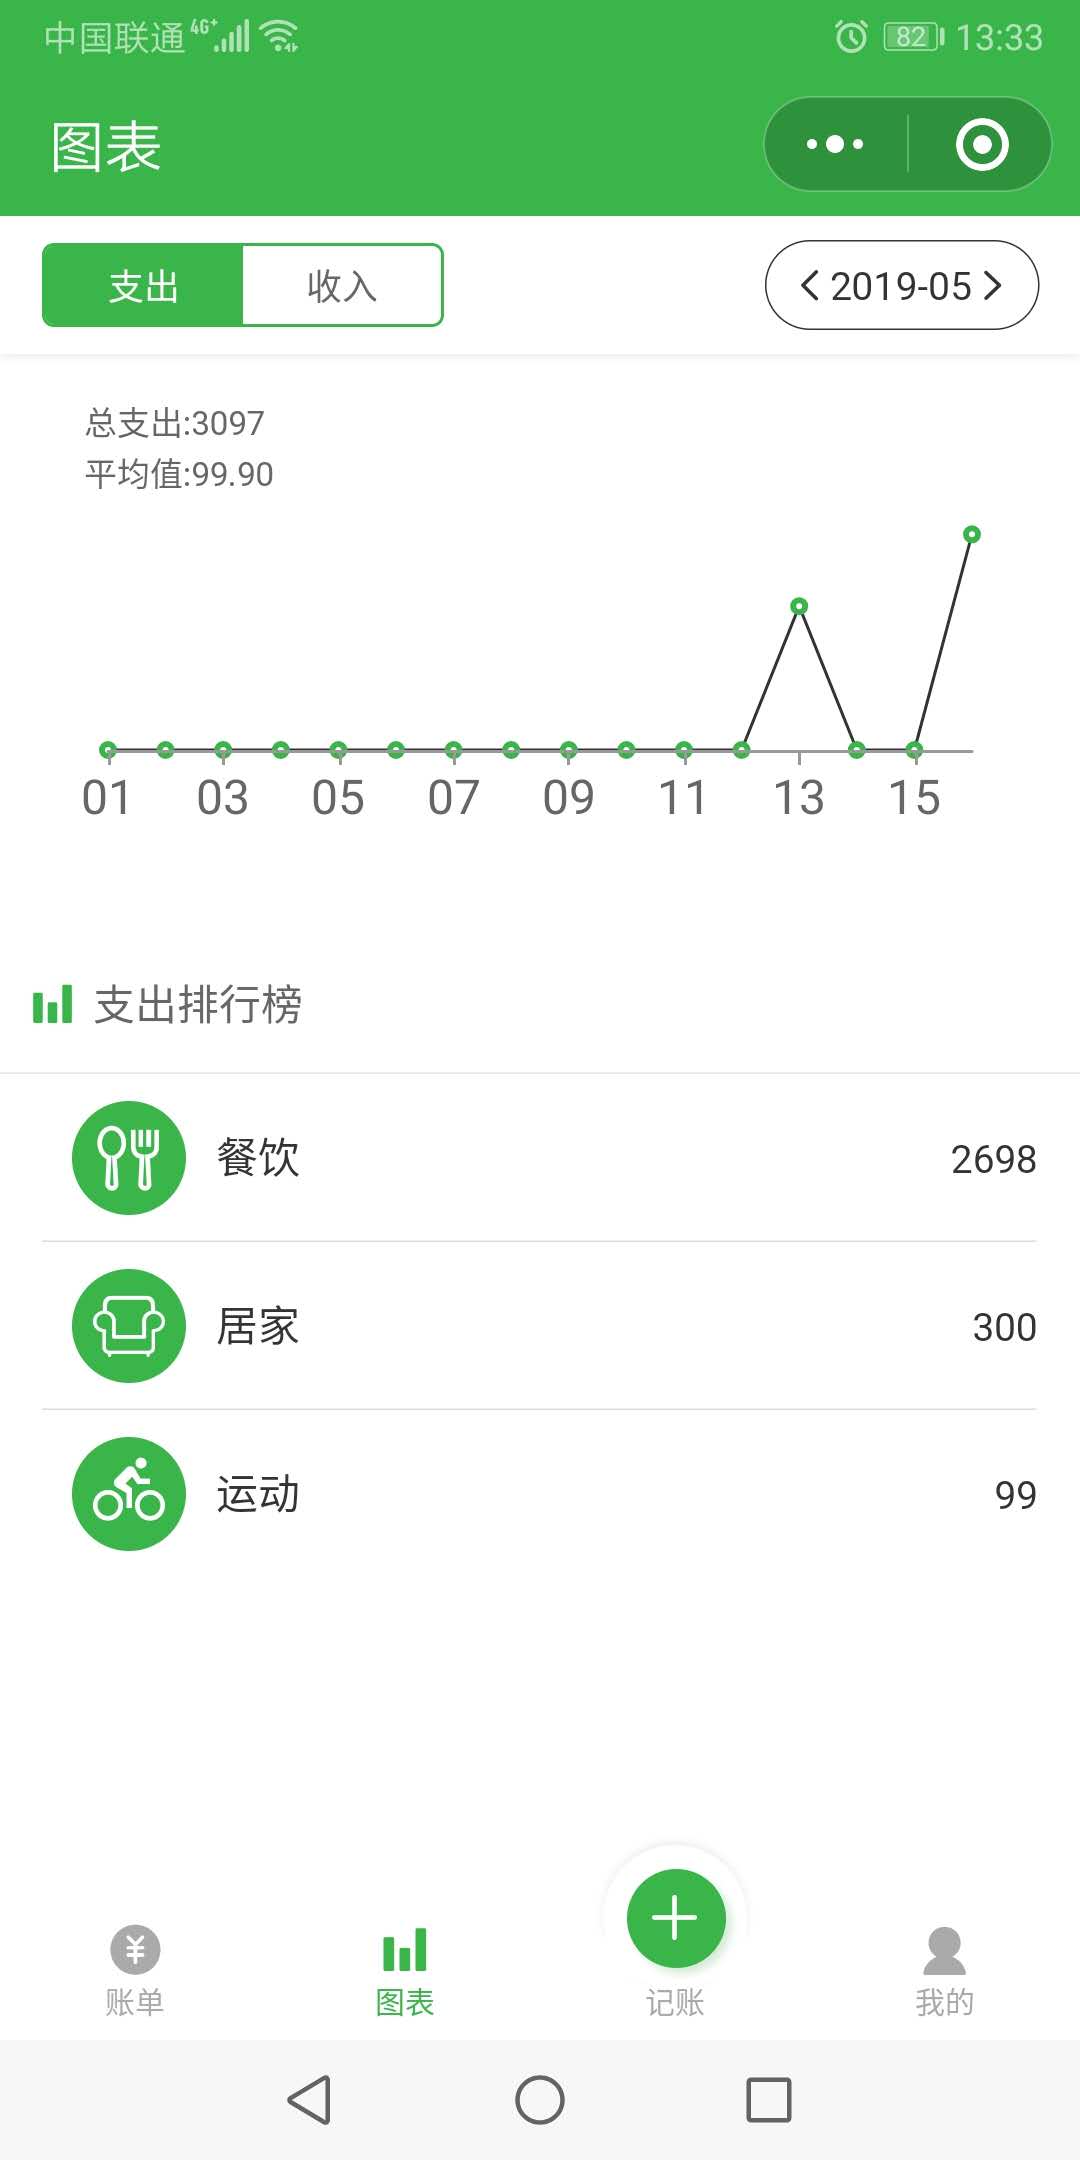 中国联通 4G+ 82 13:33
图表
支出 收入 2019-05
总支出:3097
平均值:99.90
01 03 05 07 09 11 13 15
支出排行榜
餐饮 2698
居家 300
运动 99
账单 图表 记账 我的